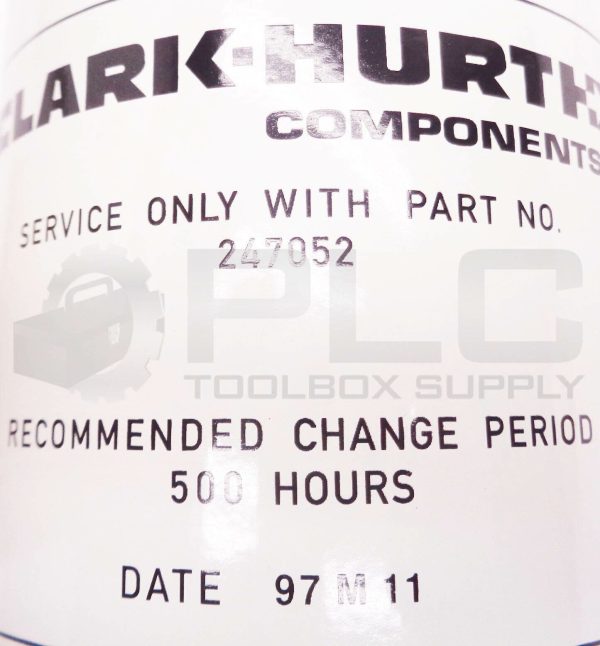 CLARK-HURTH
COMPONENTS
SERVICE ONLY WITH PART NO.
247052
PLC
TOOLBOX SUPPLY
RECOMMENDED CHANGE PERIOD
500 HOURS
DATE 97 M 11